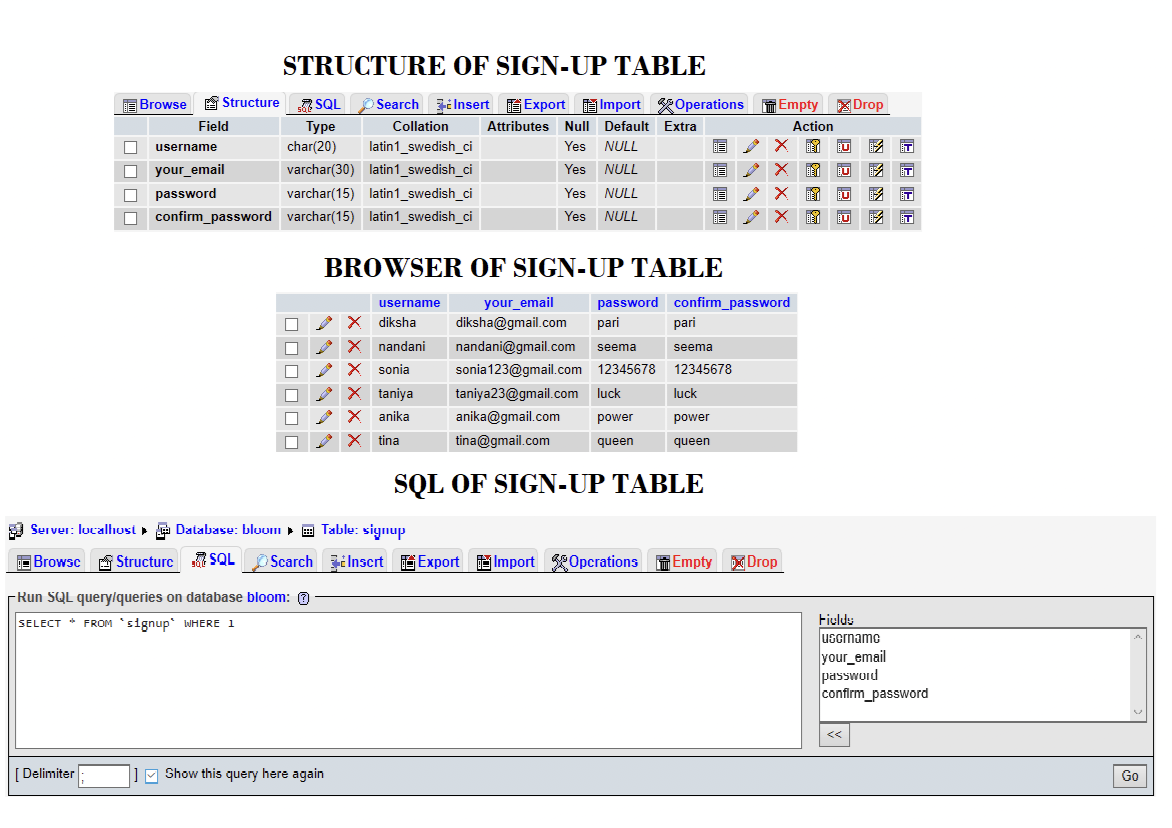 STRUCTURE OF SIGN-UP TABLE
Browse Structure SQL Search Insert Export Import Operations Empty Drop
Field Type Collation Attributes Null Default Extra Action
username char(20) latin1_swedish_ci Yes NULL
your_email varchar(30) latin1_swedish_ci Yes NULL
password varchar(15) latin1_swedish_ci Yes NULL
confirm_password varchar(15) latin1_swedish_ci Yes NULL
BROWSER OF SIGN-UP TABLE
username your_email password confirm_password
diksha diksha@gmail.com pari pari
nandani nandani@gmail.com seema seema
sonia sonia123@gmail.com 12345678 12345678
taniya taniya23@gmail.com luck luck
anika anika@gmail.com power power
tina tina@gmail.com queen queen
SQL OF SIGN-UP TABLE
Server: localhost Database: bloom Table: signup
Browse Structure SQL Search Insert Export Import Operations Empty Drop
Run SQL query/queries on database bloom:
SELECT * FROM `signup` WHERE 1
Fields
username
your_email
password
confirm_password
<<
[ Delimiter ; ] Show this query here again Go